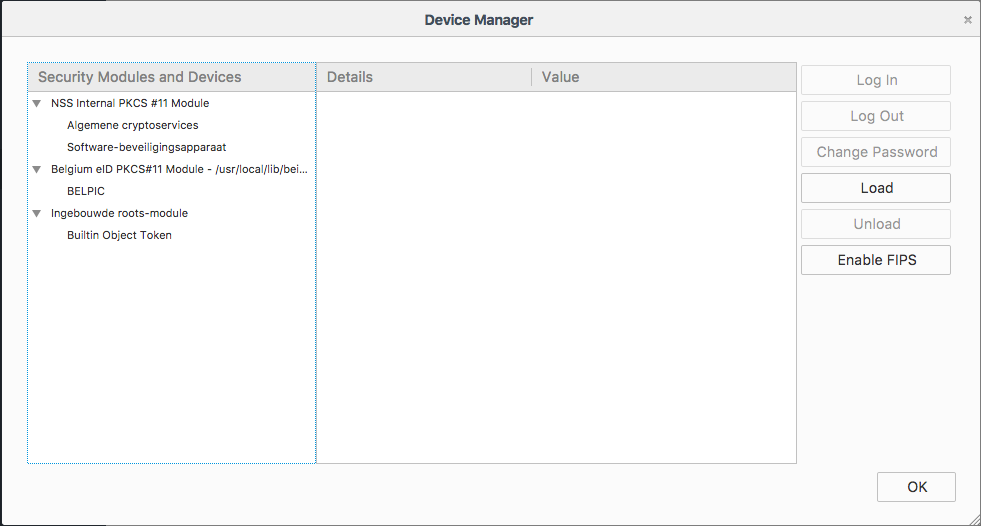 Device Manager
Security Modules and Devices
Details
Value
NSS Internal PKCS #11 Module
Algemene cryptoservices
Software-beveiligingsapparaat
Belgium eID PKCS#11 Module - /usr/local/lib/bei...
BELPIC
Ingebouwde roots-module
Builtin Object Token
Log In
Log Out
Change Password
Load
Unload
Enable FIPS
OK